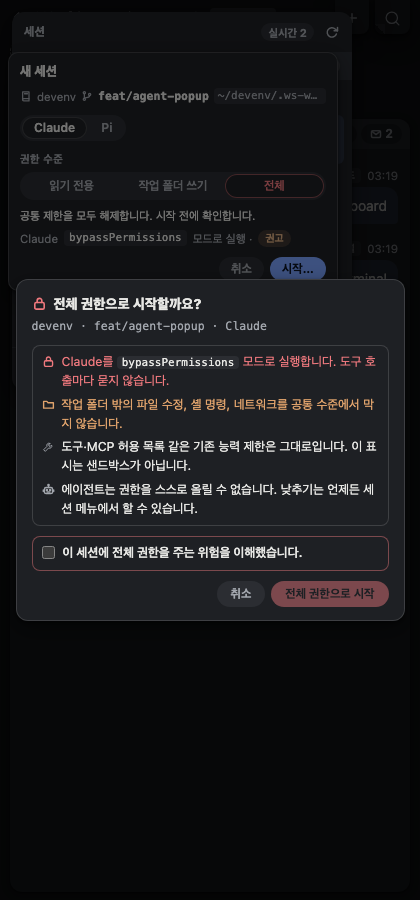 세션
실시간 2
새 세션
devenv feat/agent-popup ~/devenv/.ws-w…
2
Claude Pi
03:19
권한 수준
board
읽기 전용 작업 폴더 쓰기 전체
공통 제한을 모두 해제합니다. 시작 전에 확인합니다.
03:19
Claude bypassPermissions 모드로 실행 · 권고
minal
취소 시작…
전체 권한으로 시작할까요?
devenv · feat/agent-popup · Claude
Claude를 bypassPermissions 모드로 실행합니다. 도구 호
출마다 묻지 않습니다.
작업 폴더 밖의 파일 수정, 셸 명령, 네트워크를 공통 수준에서 막
지 않습니다.
도구·MCP 허용 목록 같은 기존 능력 제한은 그대로입니다. 이 표
시는 샌드박스가 아닙니다.
에이전트는 권한을 스스로 올릴 수 없습니다. 낮추기는 언제든 세
션 메뉴에서 할 수 있습니다.
이 세션에 전체 권한을 주는 위험을 이해했습니다.
취소 전체 권한으로 시작